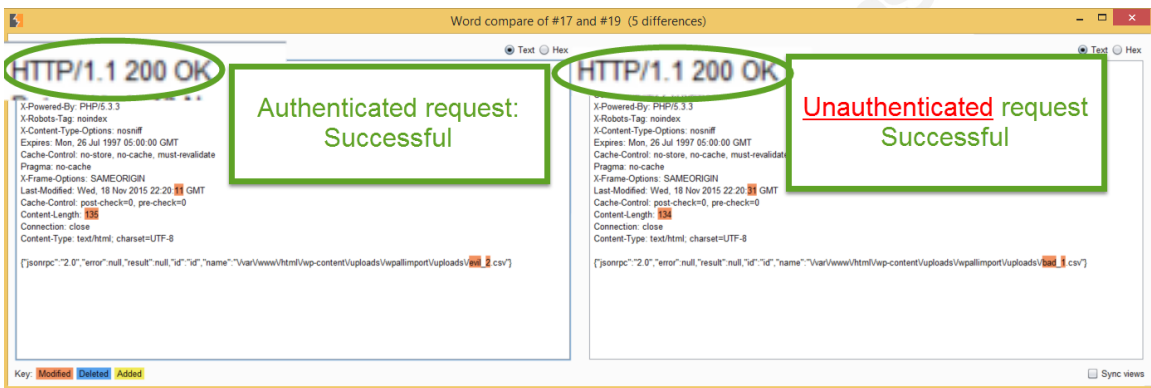 Word compare of #17 and #19 (5 differences)
Text Hex
HTTP/1.1 200 OK
X-Powered-By: PHP/5.3.3
X-Robots-Tag: noindex
X-Content-Type-Options: nosniff
Expires: Mon, 26 Jul 1997 05:00:00 GMT
Cache-Control: no-store, no-cache, must-revalidate
Pragma: no-cache
X-Frame-Options: SAMEORIGIN
Last-Modified: Wed, 18 Nov 2015 22:20:11 GMT
Cache-Control: post-check=0, pre-check=0
Content-Length: 135
Connection: close
Content-Type: text/html; charset=UTF-8
{"jsonrpc":"2.0","error":null,"result":null,"id":"id","name":"\/var\/www\/html\/wp-content\/uploads\/wpallimport\/uploads\/evil_2.csv"}
Authenticated request:
Successful
Text Hex
HTTP/1.1 200 OK
X-Powered-By: PHP/5.3.3
X-Robots-Tag: noindex
X-Content-Type-Options: nosniff
Expires: Mon, 26 Jul 1997 05:00:00 GMT
Cache-Control: no-store, no-cache, must-revalidate
Pragma: no-cache
X-Frame-Options: SAMEORIGIN
Last-Modified: Wed, 18 Nov 2015 22:20:31 GMT
Cache-Control: post-check=0, pre-check=0
Content-Length: 134
Connection: close
Content-Type: text/html; charset=UTF-8
{"jsonrpc":"2.0","error":null,"result":null,"id":"id","name":"\/var\/www\/html\/wp-content\/uploads\/wpallimport\/uploads\/bad_1.csv"}
Unauthenticated request
Successful
Key: Modified Deleted Added
Sync views